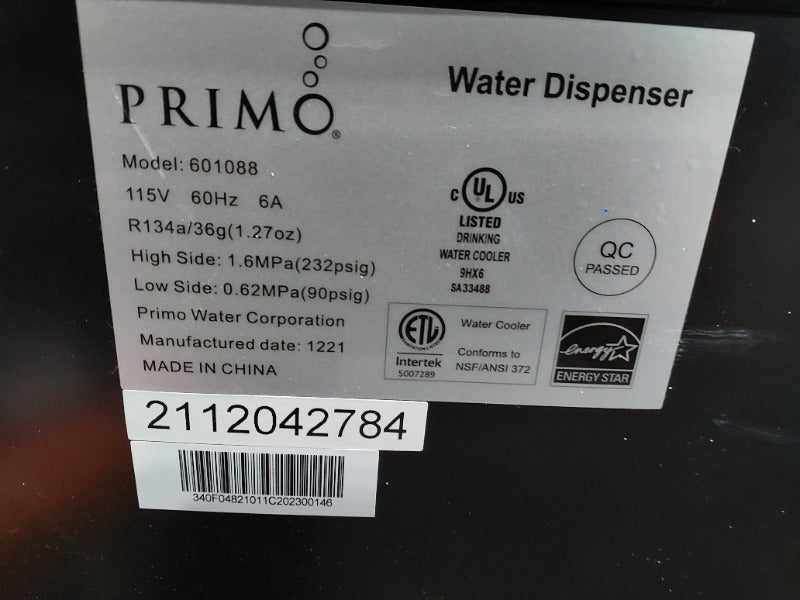 PRIMO®
Water Dispenser
Model: 601088
115V 60Hz 6A
R134a/36g(1.27oz)
High Side: 1.6MPa(232psig)
Low Side: 0.62MPa(90psig)
Primo Water Corporation
Manufactured date: 1221
MADE IN CHINA
C UL US
LISTED
DRINKING
WATER COOLER
9HX6
SA33488
QC
PASSED
ETL
Intertek
5007289
Water Cooler
Conforms to
NSF/ANSI 372
energy
ENERGY STAR
2112042784
340F04821011C202300146